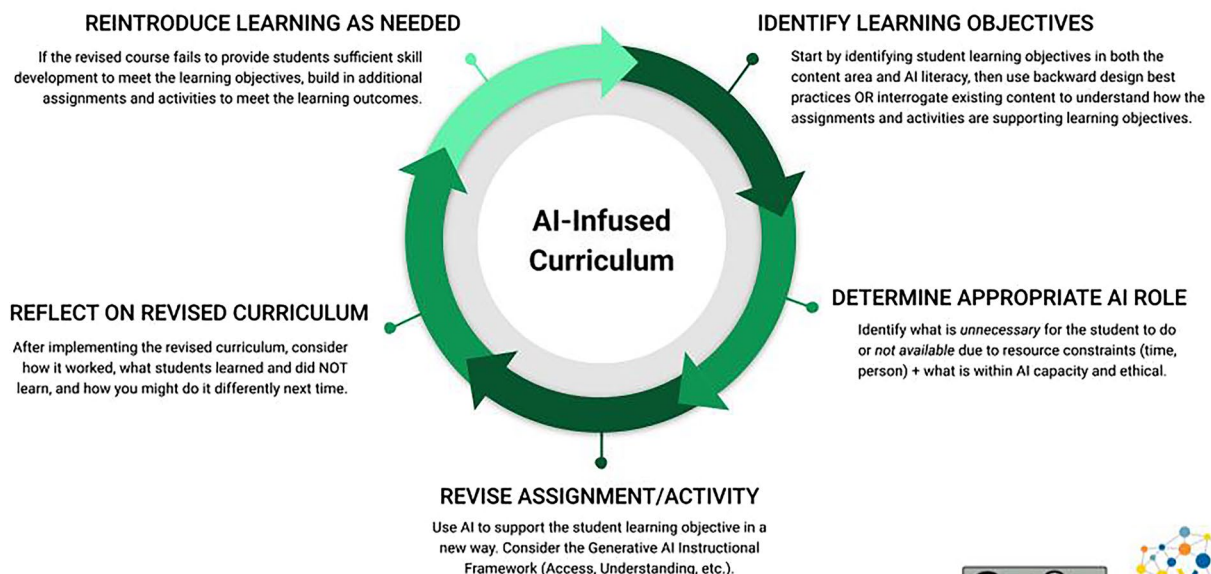 REINTRODUCE LEARNING AS NEEDED
If the revised course fails to provide students sufficient skill
development to meet the learning objectives, build in additional
assignments and activities to meet the learning outcomes.
IDENTIFY LEARNING OBJECTIVES
Start by identifying student learning objectives in both the
content area and AI literacy, then use backward design best
practices OR interrogate existing content to understand how the
assignments and activities are supporting learning objectives.
AI-Infused
Curriculum
REFLECT ON REVISED CURRICULUM
After implementing the revised curriculum, consider
how it worked, what students learned and did NOT
learn, and how you might do it differently next time.
DETERMINE APPROPRIATE AI ROLE
Identify what is unnecessary for the student to do
or not available due to resource constraints (time,
person) + what is within AI capacity and ethical.
REVISE ASSIGNMENT/ACTIVITY
Use AI to support the student learning objective in a
new way. Consider the Generative AI Instructional
Framework (Access, Understanding, etc.).